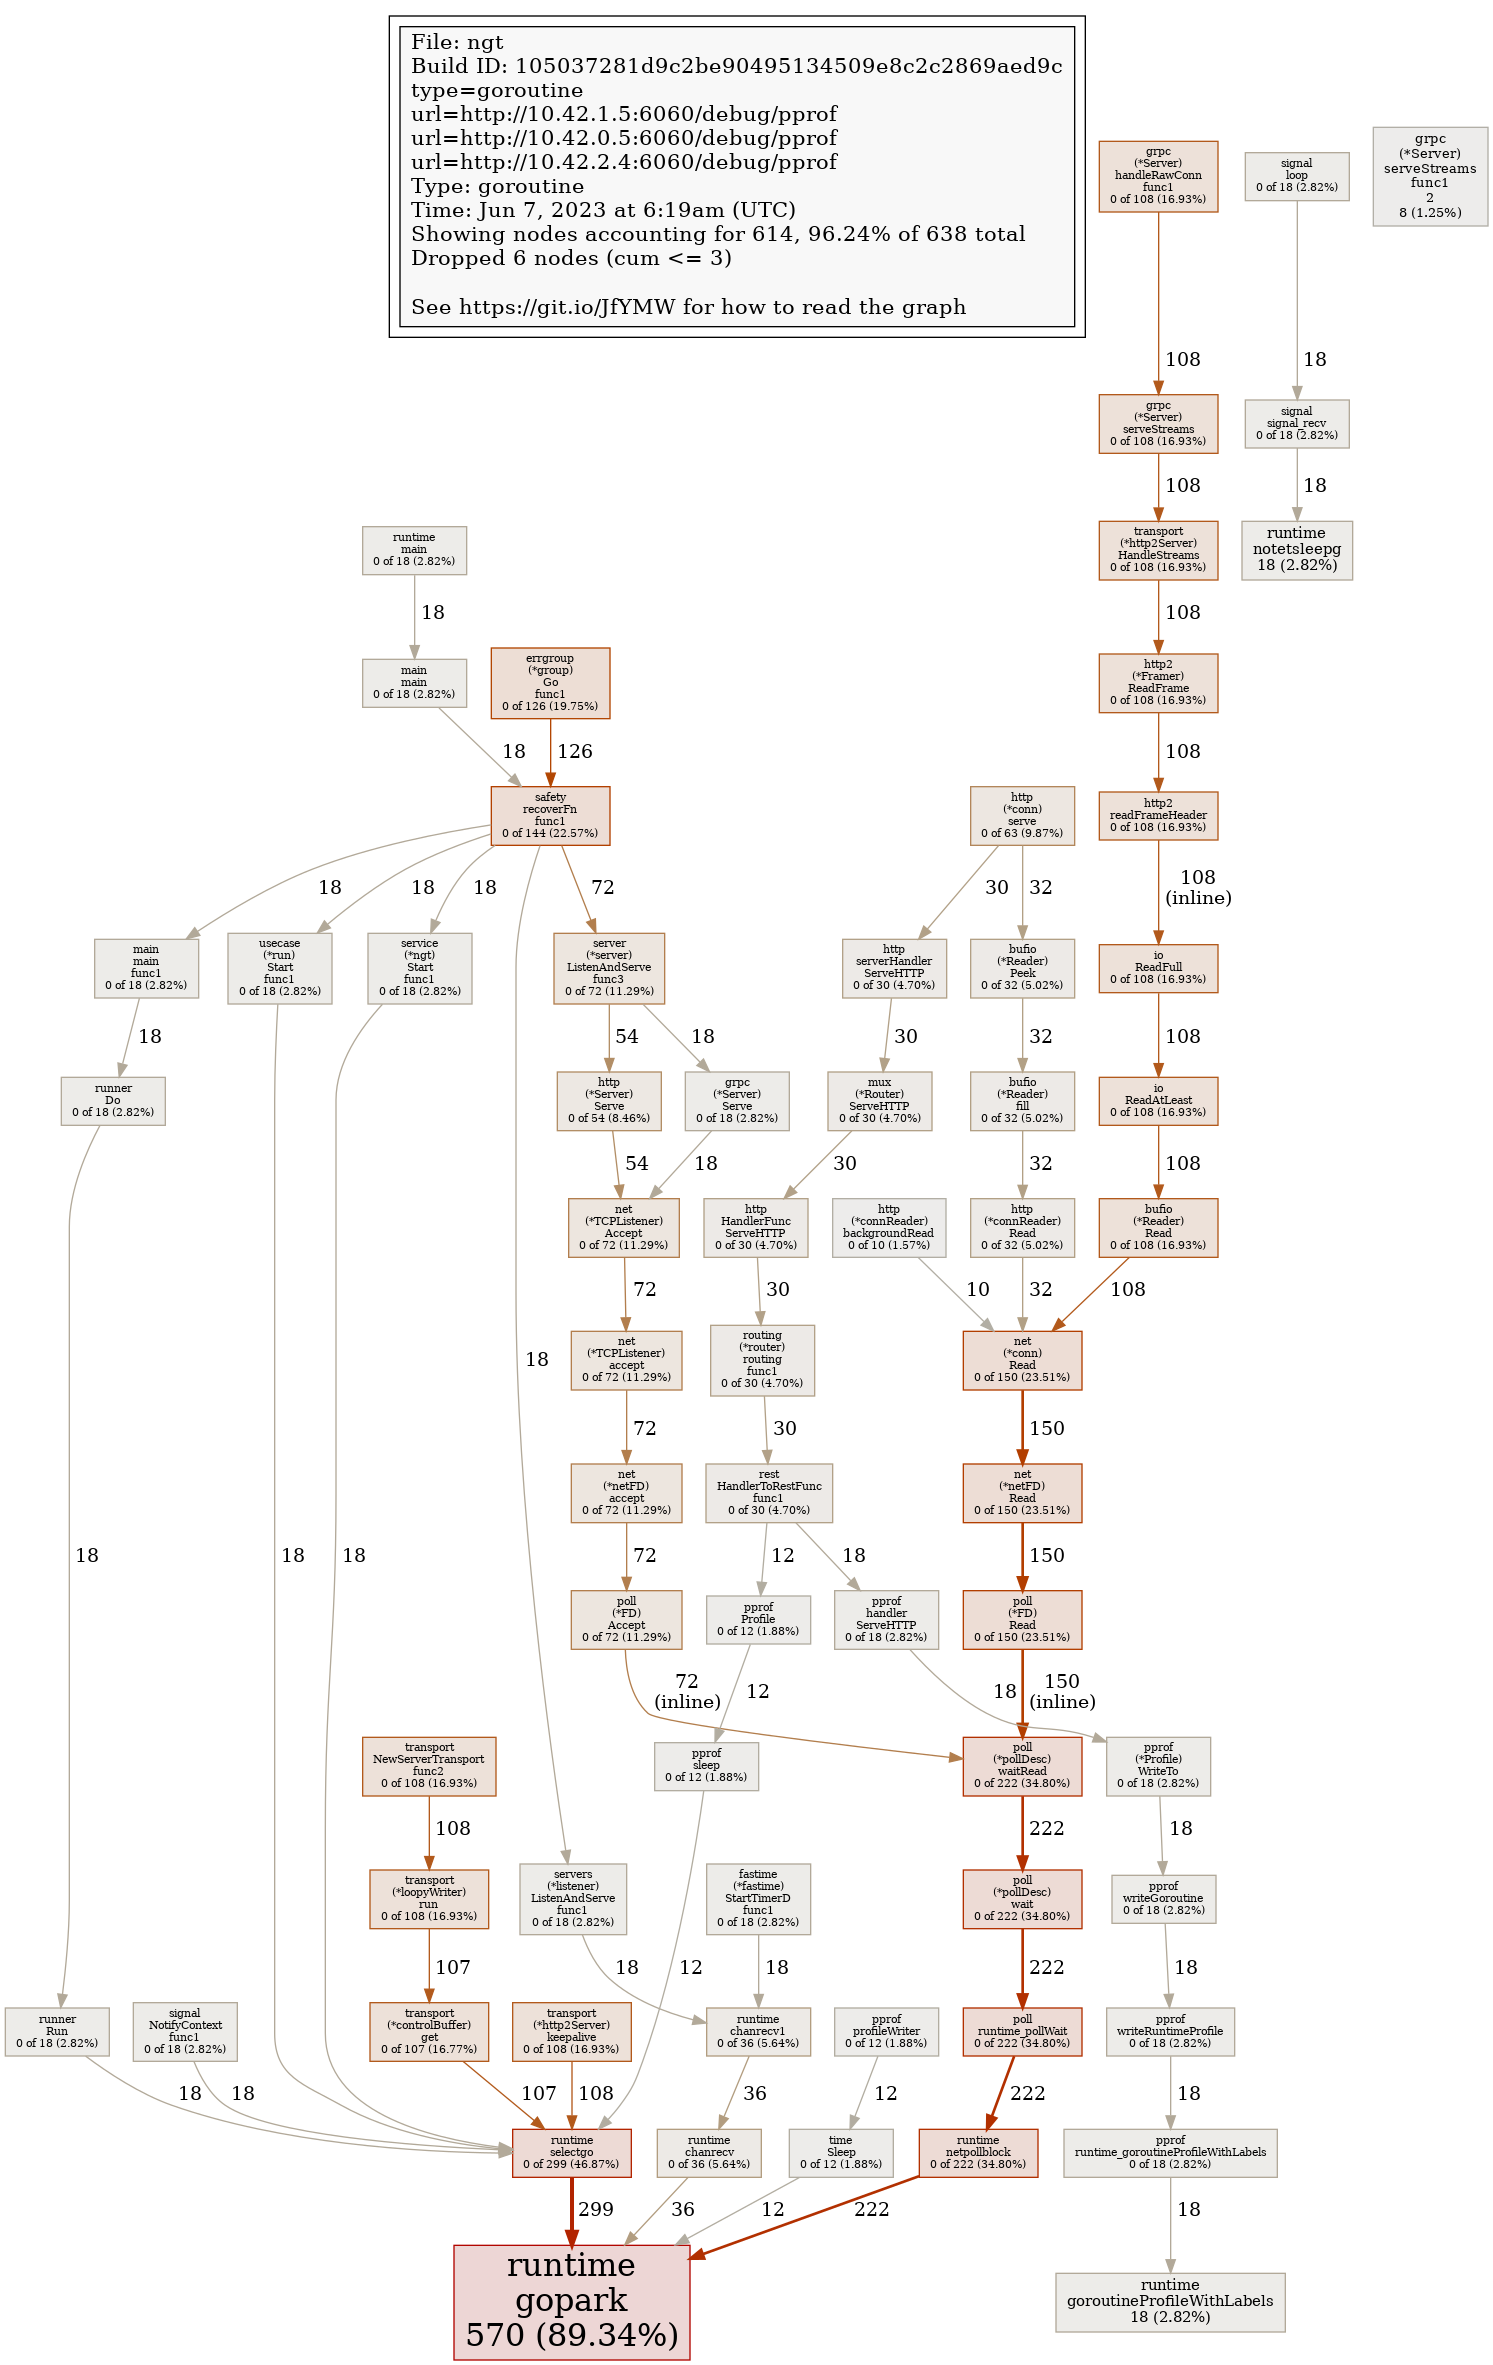 File: ngt
Build ID: 105037281d9c2be90495134509e8c2c2869aed9c
type=goroutine
url=http://10.42.1.5:6060/debug/pprof
url=http://10.42.0.5:6060/debug/pprof
url=http://10.42.2.4:6060/debug/pprof
Type: goroutine
Time: Jun 7, 2023 at 6:19am (UTC)
Showing nodes accounting for 614, 96.24% of 638 total
Dropped 6 nodes (cum <= 3)
See https://git.io/JfYMW for how to read the graph
grpc
(*Server)
handleRawConn
func1
0 of 108 (16.93%)
signal
loop
0 of 18 (2.82%)
grpc
(*Server)
serveStreams
func1
2
8 (1.25%)
108
18
grpc
(*Server)
serveStreams
0 of 108 (16.93%)
signal
signal_recv
0 of 18 (2.82%)
108
18
runtime
main
0 of 18 (2.82%)
transport
(*http2Server)
HandleStreams
0 of 108 (16.93%)
runtime
notetsleepg
18 (2.82%)
18
108
main
main
0 of 18 (2.82%)
errgroup
(*group)
Go
func1
0 of 126 (19.75%)
http2
(*Framer)
ReadFrame
0 of 108 (16.93%)
18
126
108
safety
recoverFn
func1
0 of 144 (22.57%)
http
(*conn)
serve
0 of 63 (9.87%)
http2
readFrameHeader
0 of 108 (16.93%)
18
18
18
72
30
32
108
(inline)
main
main
func1
0 of 18 (2.82%)
usecase
(*run)
Start
func1
0 of 18 (2.82%)
service
(*ngt)
Start
func1
0 of 18 (2.82%)
server
(*server)
ListenAndServe
func3
0 of 72 (11.29%)
http
serverHandler
ServeHTTP
0 of 30 (4.70%)
bufio
(*Reader)
Peek
0 of 32 (5.02%)
io
ReadFull
0 of 108 (16.93%)
18
54
18
30
32
108
runner
Do
0 of 18 (2.82%)
http
(*Server)
Serve
0 of 54 (8.46%)
grpc
(*Server)
Serve
0 of 18 (2.82%)
mux
(*Router)
ServeHTTP
0 of 30 (4.70%)
bufio
(*Reader)
fill
0 of 32 (5.02%)
io
ReadAtLeast
0 of 108 (16.93%)
54
18
30
32
108
net
(*TCPListener)
Accept
0 of 72 (11.29%)
http
HandlerFunc
ServeHTTP
0 of 30 (4.70%)
http
(*connReader)
backgroundRead
0 of 10 (1.57%)
http
(*connReader)
Read
0 of 32 (5.02%)
bufio
(*Reader)
Read
0 of 108 (16.93%)
72
30
10
32
108
18
net
(*TCPListener)
accept
0 of 72 (11.29%)
routing
(*router)
routing
func1
0 of 30 (4.70%)
net
(*conn)
Read
0 of 150 (23.51%)
72
30
150
net
(*netFD)
accept
0 of 72 (11.29%)
rest
HandlerToRestFunc
func1
0 of 30 (4.70%)
net
(*netFD)
Read
0 of 150 (23.51%)
18
18
18
72
12
18
150
poll
(*FD)
Accept
0 of 72 (11.29%)
pprof
Profile
0 of 12 (1.88%)
pprof
handler
ServeHTTP
0 of 18 (2.82%)
poll
(*FD)
Read
0 of 150 (23.51%)
72
(inline)
12
18
150
(inline)
transport
NewServerTransport
func2
0 of 108 (16.93%)
pprof
sleep
0 of 12 (1.88%)
poll
(*pollDesc)
waitRead
0 of 222 (34.80%)
pprof
(*Profile)
WriteTo
0 of 18 (2.82%)
108
222
18
transport
(*loopyWriter)
run
0 of 108 (16.93%)
servers
(*listener)
ListenAndServe
func1
0 of 18 (2.82%)
fastime
(*fastime)
StartTimerD
func1
0 of 18 (2.82%)
poll
(*pollDesc)
wait
0 of 222 (34.80%)
pprof
writeGoroutine
0 of 18 (2.82%)
107
18
12
18
222
18
runner
Run
0 of 18 (2.82%)
signal
NotifyContext
func1
0 of 18 (2.82%)
transport
(*controlBuffer)
get
0 of 107 (16.77%)
transport
(*http2Server)
keepalive
0 of 108 (16.93%)
runtime
chanrecv1
0 of 36 (5.64%)
pprof
profileWriter
0 of 12 (1.88%)
poll
runtime_pollWait
0 of 222 (34.80%)
pprof
writeRuntimeProfile
0 of 18 (2.82%)
18
18
107
108
36
12
222
18
runtime
selectgo
0 of 299 (46.87%)
runtime
chanrecv
0 of 36 (5.64%)
time
Sleep
0 of 12 (1.88%)
runtime
netpollblock
0 of 222 (34.80%)
pprof
runtime_goroutineProfileWithLabels
0 of 18 (2.82%)
299
36
12
222
18
runtime
gopark
570 (89.34%)
runtime
goroutineProfileWithLabels
18 (2.82%)